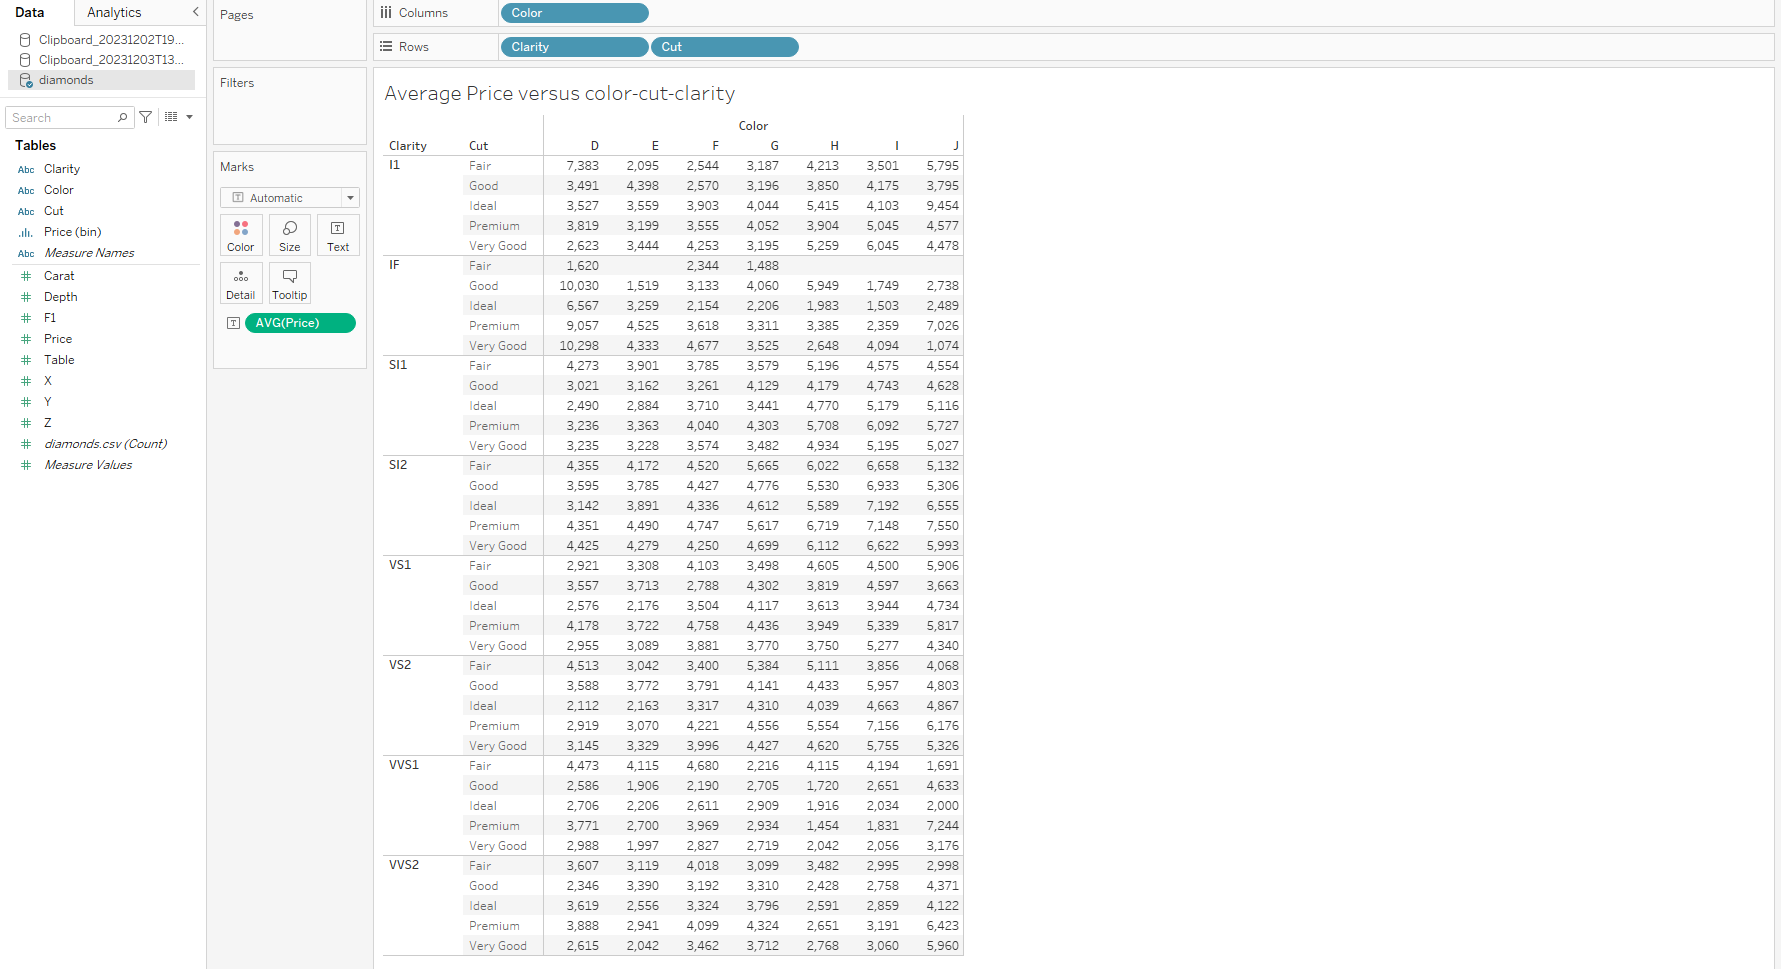 Data Analytics
Clipboard_20231202T19...
Clipboard_20231203T13...
diamonds
Search
Tables
Abc Clarity
Abc Color
Abc Cut
Price (bin)
Abc Measure Names
Carat
Depth
F1
Price
Table
X
Y
Z
diamonds.csv (Count)
Measure Values
Pages
Filters
Marks
Automatic
Color Size Text
Detail Tooltip
AVG(Price)
Columns Color
Rows Clarity Cut
Average Price versus color-cut-clarity
Color
Clarity Cut D E F G H I J
I1 Fair 7,383 2,095 2,544 3,187 4,213 3,501 5,795
Good 3,491 4,398 2,570 3,196 3,850 4,175 3,795
Ideal 3,527 3,559 3,903 4,044 5,415 4,103 9,454
Premium 3,819 3,199 3,555 4,052 3,904 5,045 4,577
Very Good 2,623 3,444 4,253 3,195 5,259 6,045 4,478
IF Fair 1,620 2,344 1,488
Good 10,030 1,519 3,133 4,060 5,949 1,749 2,738
Ideal 6,567 3,259 2,154 2,206 1,983 1,503 2,489
Premium 9,057 4,525 3,618 3,311 3,385 2,359 7,026
Very Good 10,298 4,333 4,677 3,525 2,648 4,094 1,074
SI1 Fair 4,273 3,901 3,785 3,579 5,196 4,575 4,554
Good 3,021 3,162 3,261 4,129 4,179 4,743 4,628
Ideal 2,490 2,884 3,710 3,441 4,770 5,179 5,116
Premium 3,236 3,363 4,040 4,303 5,708 6,092 5,727
Very Good 3,235 3,228 3,574 3,482 4,934 5,195 5,027
SI2 Fair 4,355 4,172 4,520 5,665 6,022 6,658 5,132
Good 3,595 3,785 4,427 4,776 5,530 6,933 5,306
Ideal 3,142 3,891 4,336 4,612 5,589 7,192 6,555
Premium 4,351 4,490 4,747 5,617 6,719 7,148 7,550
Very Good 4,425 4,279 4,250 4,699 6,112 6,622 5,993
VS1 Fair 2,921 3,308 4,103 3,498 4,605 4,500 5,906
Good 3,557 3,713 2,788 4,302 3,819 4,597 3,663
Ideal 2,576 2,176 3,504 4,117 3,613 3,944 4,734
Premium 4,178 3,722 4,758 4,436 3,949 5,339 5,817
Very Good 2,955 3,089 3,881 3,770 3,750 5,277 4,340
VS2 Fair 4,513 3,042 3,400 5,384 5,111 3,856 4,068
Good 3,588 3,772 3,791 4,141 4,433 5,957 4,803
Ideal 2,112 2,163 3,317 4,310 4,039 4,663 4,867
Premium 2,919 3,070 4,221 4,556 5,554 7,156 6,176
Very Good 3,145 3,329 3,996 4,427 4,620 5,755 5,326
VVS1 Fair 4,473 4,115 4,680 2,216 4,115 4,194 1,691
Good 2,586 1,906 2,190 2,705 1,720 2,651 4,633
Ideal 2,706 2,206 2,611 2,909 1,916 2,034 2,000
Premium 3,771 2,700 3,969 2,934 1,454 1,831 7,244
Very Good 2,988 1,997 2,827 2,719 2,042 2,056 3,176
VVS2 Fair 3,607 3,119 4,018 3,099 3,482 2,995 2,998
Good 2,346 3,390 3,192 3,310 2,428 2,758 4,371
Ideal 3,619 2,556 3,324 3,796 2,591 2,859 4,122
Premium 3,888 2,941 4,099 4,324 2,651 3,191 6,423
Very Good 2,615 2,042 3,462 3,712 2,768 3,060 5,960